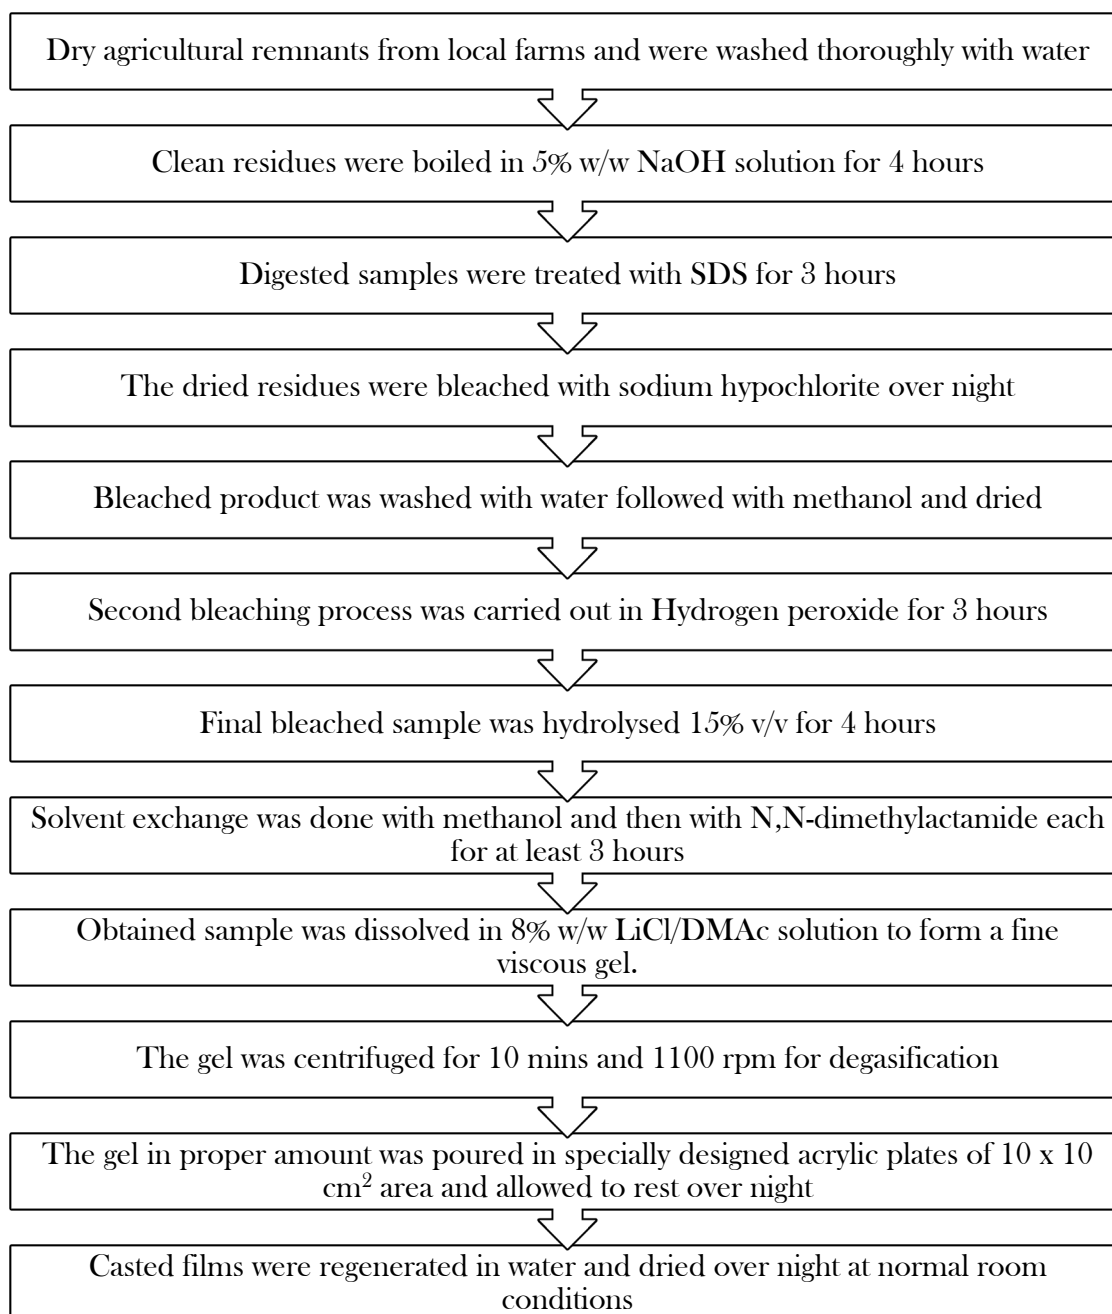 Dry agricultural remnants from local farms and were washed thoroughly with water
Clean residues were boiled in 5% w/w NaOH solution for 4 hours
Digested samples were treated with SDS for 3 hours
The dried residues were bleached with sodium hypochlorite over night
Bleached product was washed with water followed with methanol and dried
Second bleaching process was carried out in Hydrogen peroxide for 3 hours
Final bleached sample was hydrolysed 15% v/v for 4 hours
Solvent exchange was done with methanol and then with N,N-dimethylactamide each
for at least 3 hours
Obtained sample was dissolved in 8% w/w LiCl/DMAc solution to form a fine
viscous gel.
The gel was centrifuged for 10 mins and 1100 rpm for degasification
The gel in proper amount was poured in specially designed acrylic plates of 10 x 10
cm² area and allowed to rest over night
Casted films were regenerated in water and dried over night at normal room
conditions